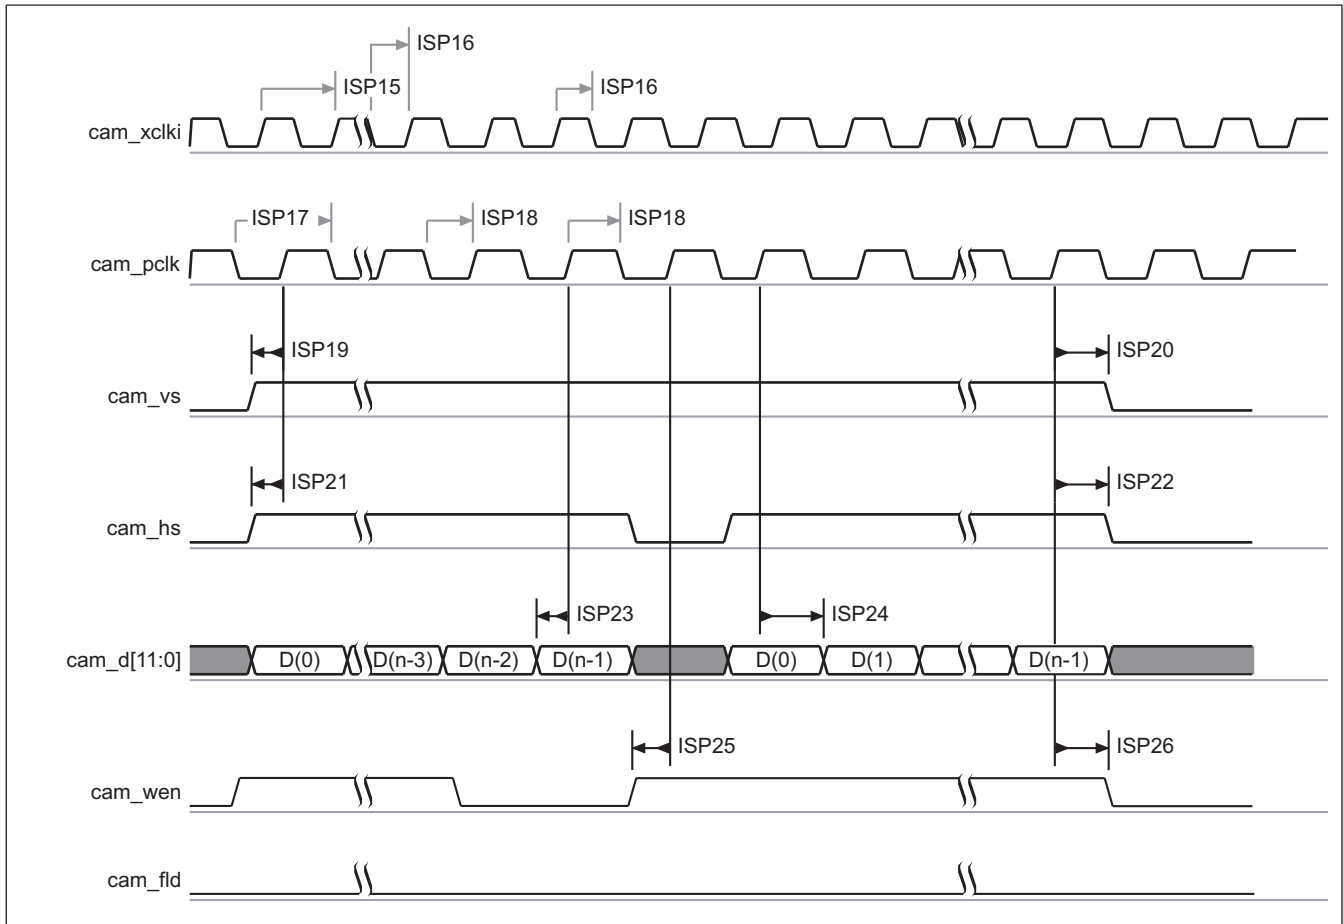 ISP16
ISP15
ISP16
cam_xclki
ISP17
ISP18
ISP18
cam_pclk
ISP19
ISP20
cam_vs
ISP21
ISP22
cam_hs
ISP23
ISP24
cam_d[11:0]
D(0)
D(n-3)
D(n-2)
D(n-1)
D(0)
D(1)
D(n-1)
ISP25
ISP26
cam_wen
cam_fld